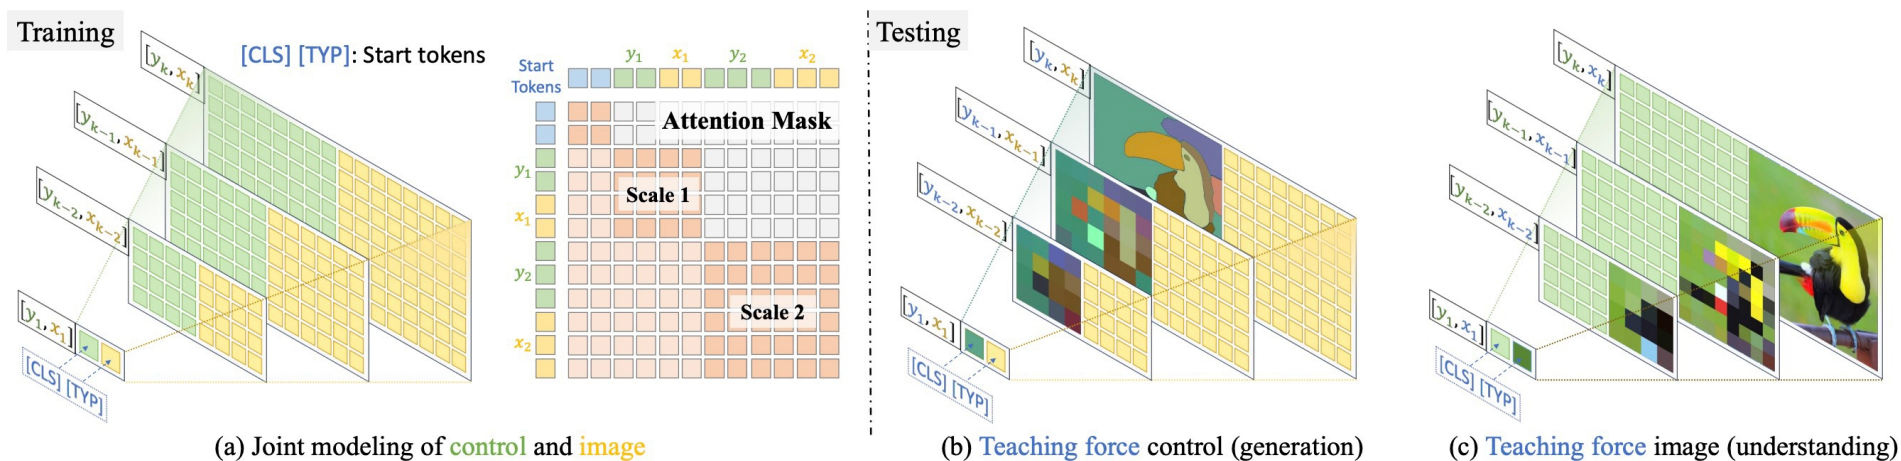 Training
[CLS] [TYP]: Start tokens
[yk, xk]
[yk−1, xk−1]
[yk−2, xk−2]
[y1, x1]
[CLS] [TYP]
Start
Tokens
y1
x1
y2
x2
Attention Mask
y1
Scale 1
x1
y2
Scale 2
x2
(a) Joint modeling of control and image
Testing
[yk, xk]
[yk−1, xk−1]
[yk−2, xk−2]
[y1, x1]
[CLS] [TYP]
(b) Teaching force control (generation)
[yk, xk]
[yk−1, xk−1]
[yk−2, xk−2]
[y1, x1]
[CLS] [TYP]
(c) Teaching force image (understanding)